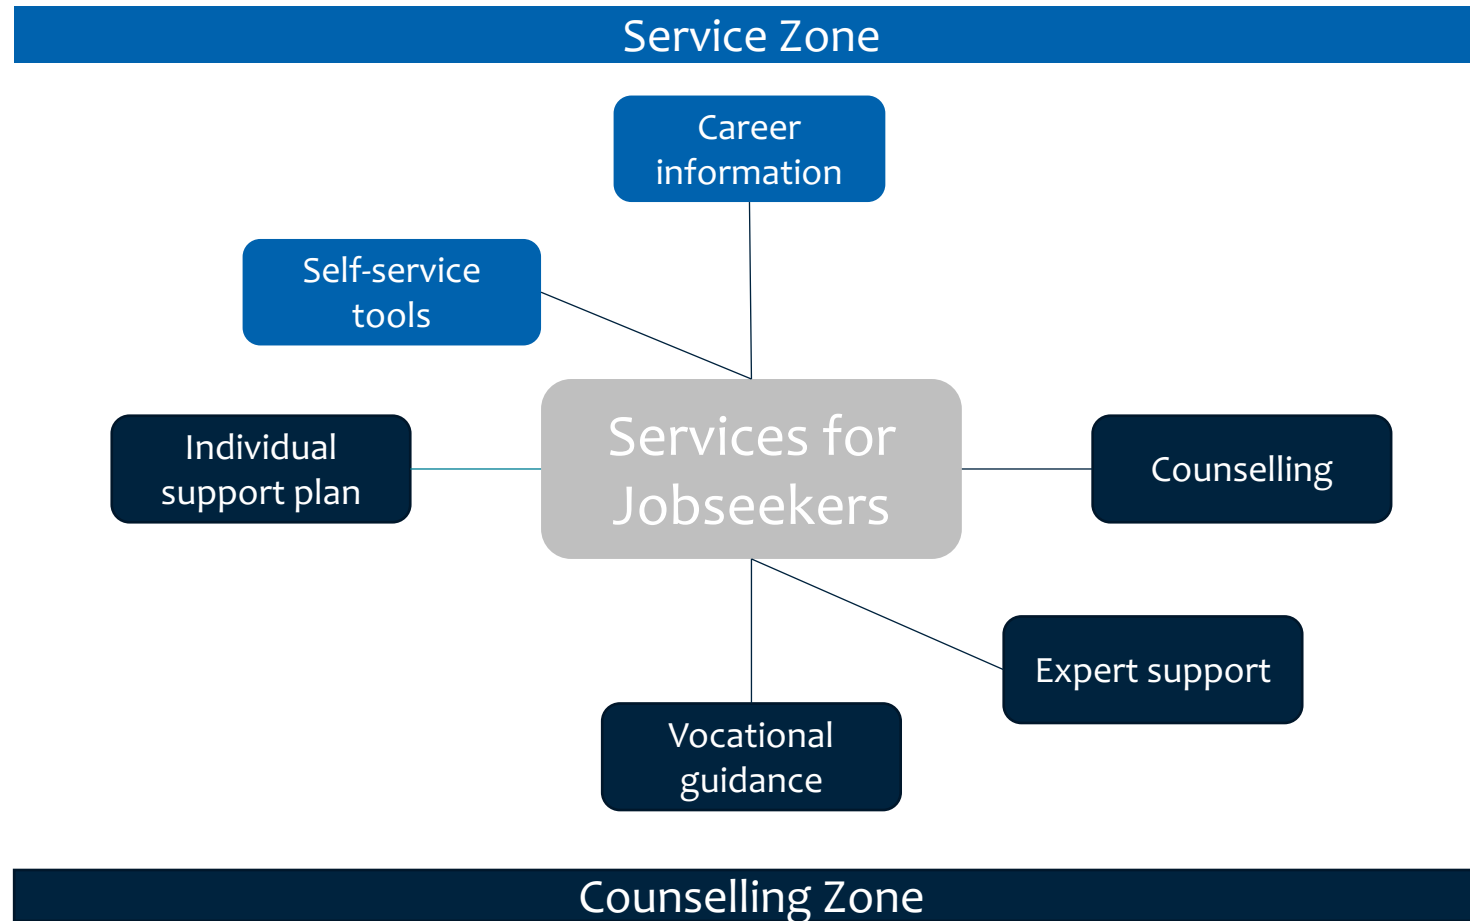 Service Zone
Career
information
Self-service
tools
Individual
support plan
Services for
Jobseekers
Counselling
Expert support
Vocational
guidance
Counselling Zone